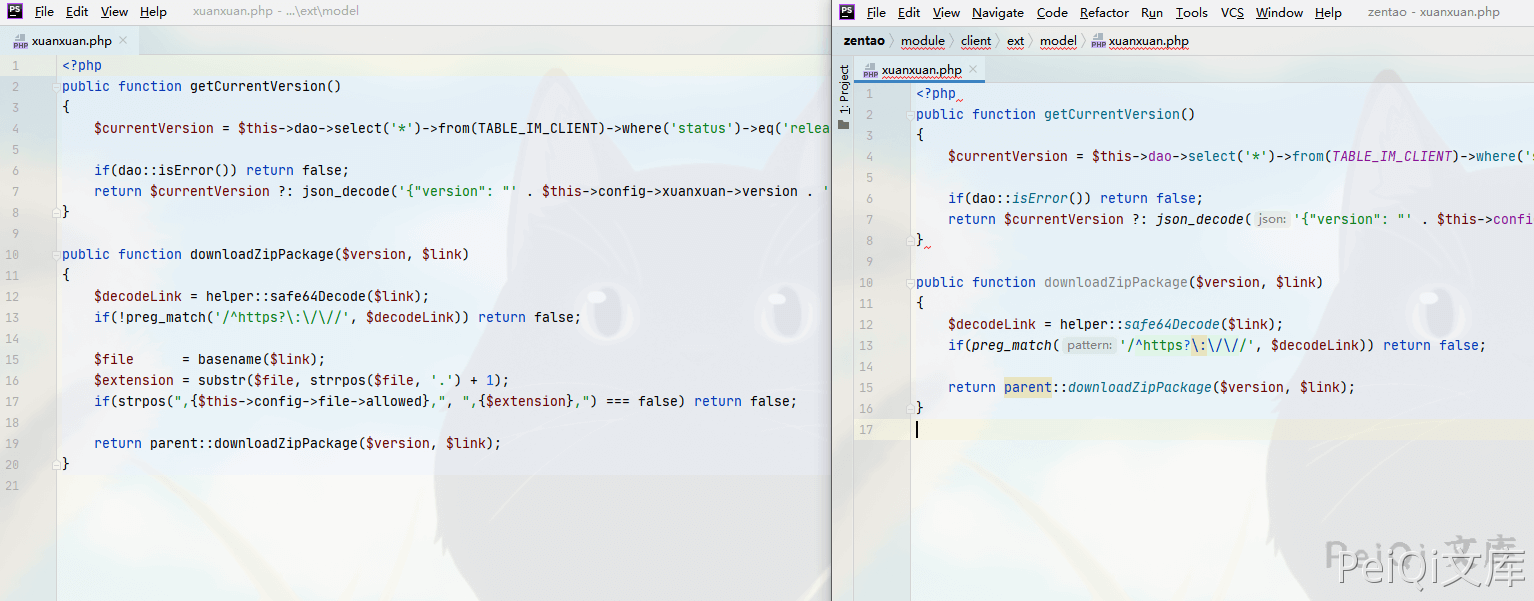 PS File Edit View Help xuanxuan.php - ...\ext\model
PHP xuanxuan.php ×
1 <?php
2 public function getCurrentVersion()
3 {
4 $currentVersion = $this->dao->select('*')->from(TABLE_IM_CLIENT)->where('status')->eq('relea
5
6 if(dao::isError()) return false;
7 return $currentVersion ?: json_decode('{"version": "' . $this->config->xuanxuan->version . '
8 }
9
10 public function downloadZipPackage($version, $link)
11 {
12 $decodeLink = helper::safe64Decode($link);
13 if(!preg_match('/^https?\:\/\//', $decodeLink)) return false;
14
15 $file      = basename($link);
16 $extension = substr($file, strrpos($file, '.') + 1);
17 if(strpos(",{$this->config->file->allowed},", ",{$extension},") === false) return false;
18
19 return parent::downloadZipPackage($version, $link);
20 }
21
PS File Edit View Navigate Code Refactor Run Tools VCS Window Help zentao - xuanxuan.php
zentao module client ext model PHP xuanxuan.php
1: Project
PHP xuanxuan.php ×
1 <?php
2 public function getCurrentVersion()
3 {
4 $currentVersion = $this->dao->select('*')->from(TABLE_IM_CLIENT)->where('s
5
6 if(dao::isError()) return false;
7 return $currentVersion ?: json_decode( json: '{"version": "' . $this->confi
8 }
9
10 public function downloadZipPackage($version, $link)
11 {
12 $decodeLink = helper::safe64Decode($link);
13 if(preg_match( pattern: '/^https?\:\/\//', $decodeLink)) return false;
14
15 return parent::downloadZipPackage($version, $link);
16 }
17
PeiQi 文库
PeiQi文库